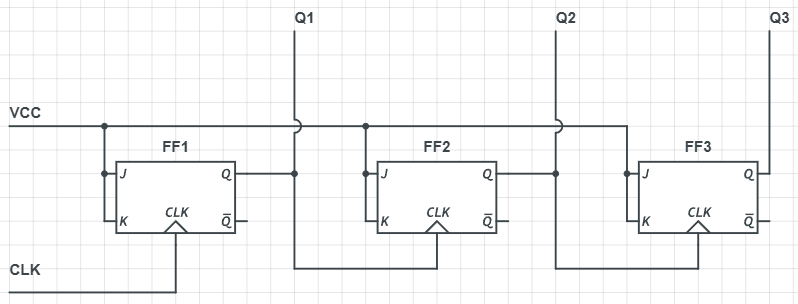 Q1 Q2 Q3
VCC
FF1 FF2 FF3
J Q J Q J Q
CLK CLK CLK
K Q̅ K Q̅ K Q̅
CLK